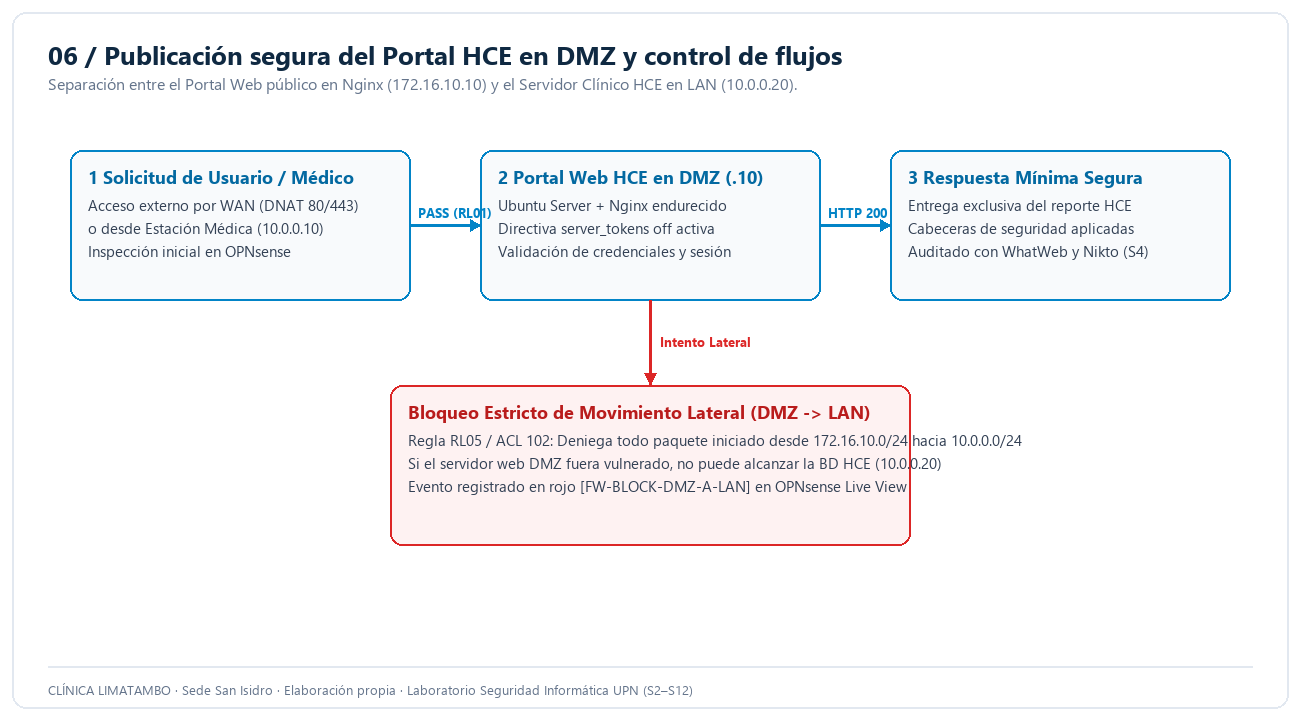 06 / Publicación segura del Portal HCE en DMZ y control de flujos
Separación entre el Portal Web público en Nginx (172.16.10.10) y el Servidor Clínico HCE en LAN (10.0.0.20).
1 Solicitud de Usuario / Médico
Acceso externo por WAN (DNAT 80/443)
o desde Estación Médica (10.0.0.10)
Inspección inicial en OPNsense
PASS (RL01)
2 Portal Web HCE en DMZ (.10)
Ubuntu Server + Nginx endurecido
Directiva server_tokens off activa
Validación de credenciales y sesión
HTTP 200
3 Respuesta Mínima Segura
Entrega exclusiva del reporte HCE
Cabeceras de seguridad aplicadas
Auditado con WhatWeb y Nikto (S4)
Intento Lateral
Bloqueo Estricto de Movimiento Lateral (DMZ -> LAN)
Regla RL05 / ACL 102: Deniega todo paquete iniciado desde 172.16.10.0/24 hacia 10.0.0.0/24
Si el servidor web DMZ fuera vulnerado, no puede alcanzar la BD HCE (10.0.0.20)
Evento registrado en rojo [FW-BLOCK-DMZ-A-LAN] en OPNsense Live View
CLÍNICA LIMATAMBO · Sede San Isidro · Elaboración propia · Laboratorio Seguridad Informática UPN (S2–S12)